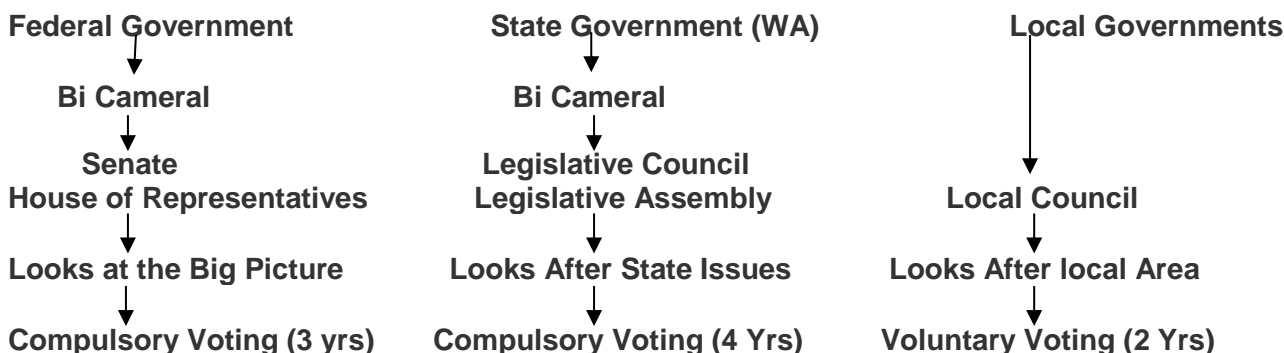 Federal Government State Government (WA) Local Governments
Bi Cameral Bi Cameral
Senate Legislative Council
House of Representatives Legislative Assembly Local Council
Looks at the Big Picture Looks After State Issues Looks After local Area
Compulsory Voting (3 yrs) Compulsory Voting (4 Yrs) Voluntary Voting (2 Yrs)